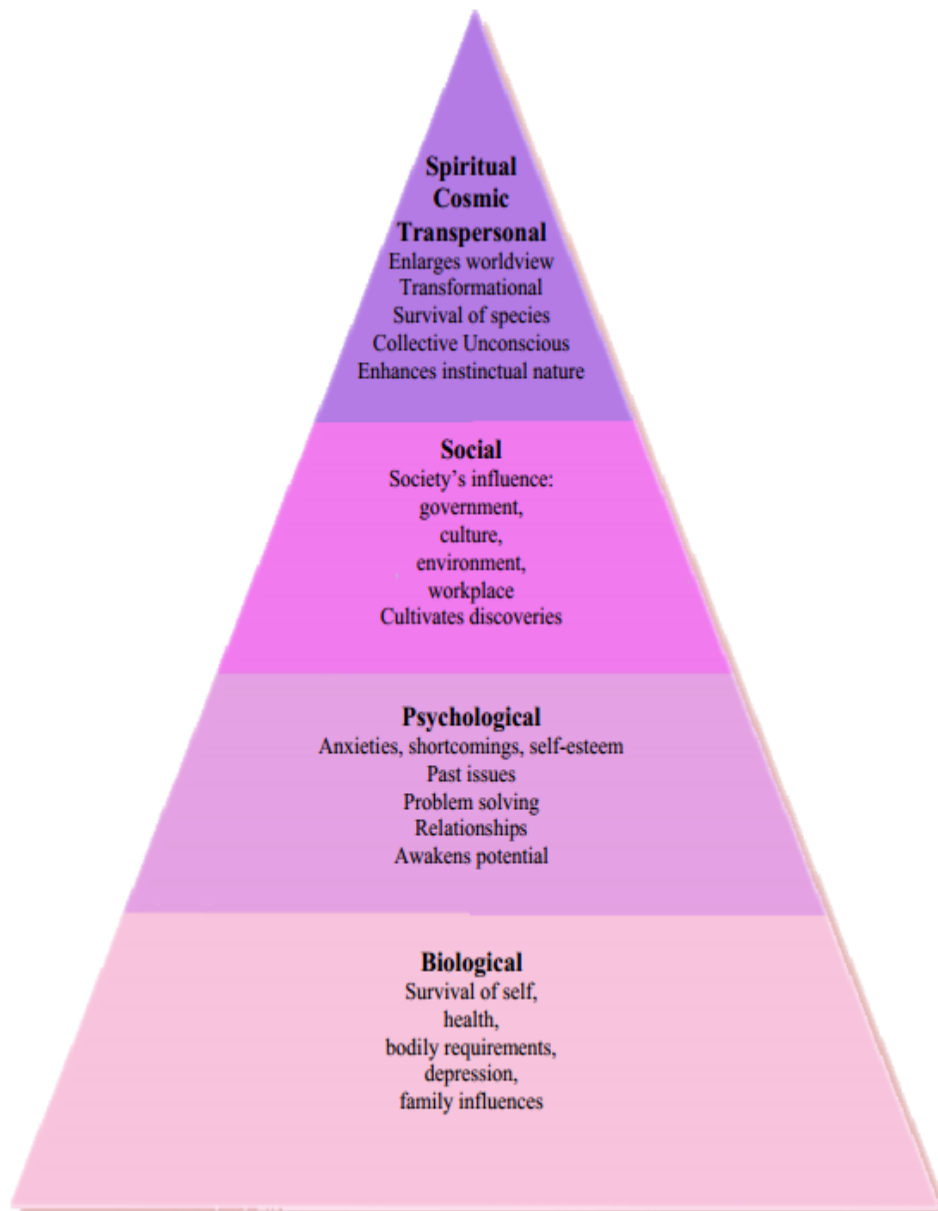 Spiritual
Cosmic
Transpersonal
Enlarges worldview
Transformational
Survival of species
Collective Unconscious
Enhances instinctual nature
Social
Society’s influence:
government,
culture,
environment,
workplace
Cultivates discoveries
Psychological
Anxieties, shortcomings, self-esteem
Past issues
Problem solving
Relationships
Awakens potential
Biological
Survival of self,
health,
bodily requirements,
depression,
family influences